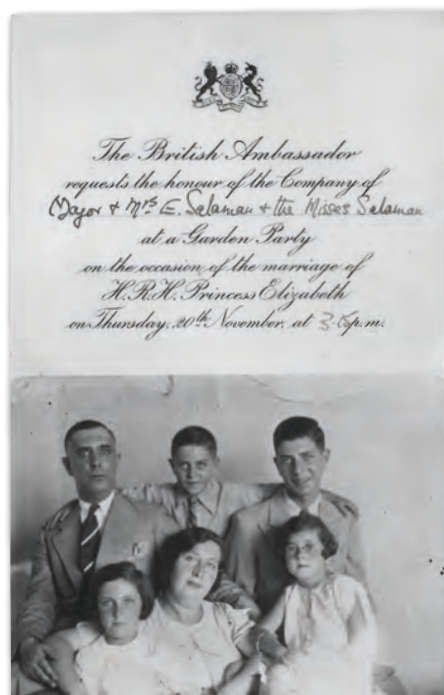 The British Ambassador
requests the honour of the Company of
Major & Mrs E. Salaman & the Misses Salaman
at a Garden Party
on the occasion of the marriage of
H.R.H. Princess Elizabeth
on Thursday, 20th November, at 3-5 p.m.